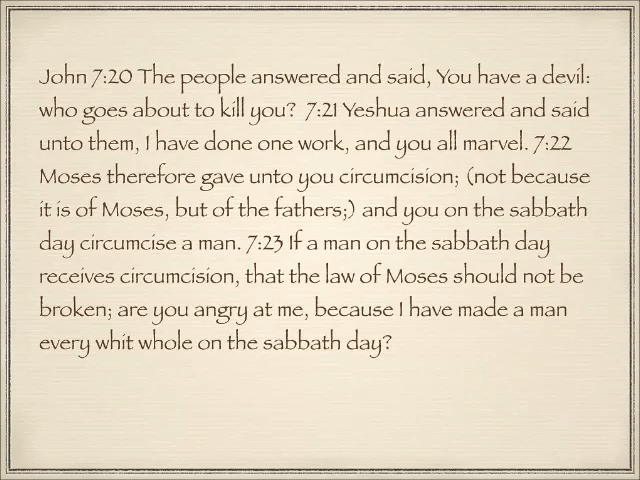 John 7:20 The people answered and said, You have a devil:
who goes about to kill you? 7:21 Yeshua answered and said
unto them, I have done one work, and you all marvel. 7:22
Moses therefore gave unto you circumcision; (not because
it is of Moses, but of the fathers;) and you on the sabbath
day circumcise a man. 7:23 If a man on the sabbath day
receives circumcision, that the law of Moses should not be
broken; are you angry at me, because I have made a man
every whit whole on the sabbath day?